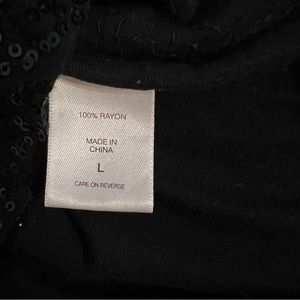 100% RAYON
MADE IN
CHINA
L
CARE ON REVERSE